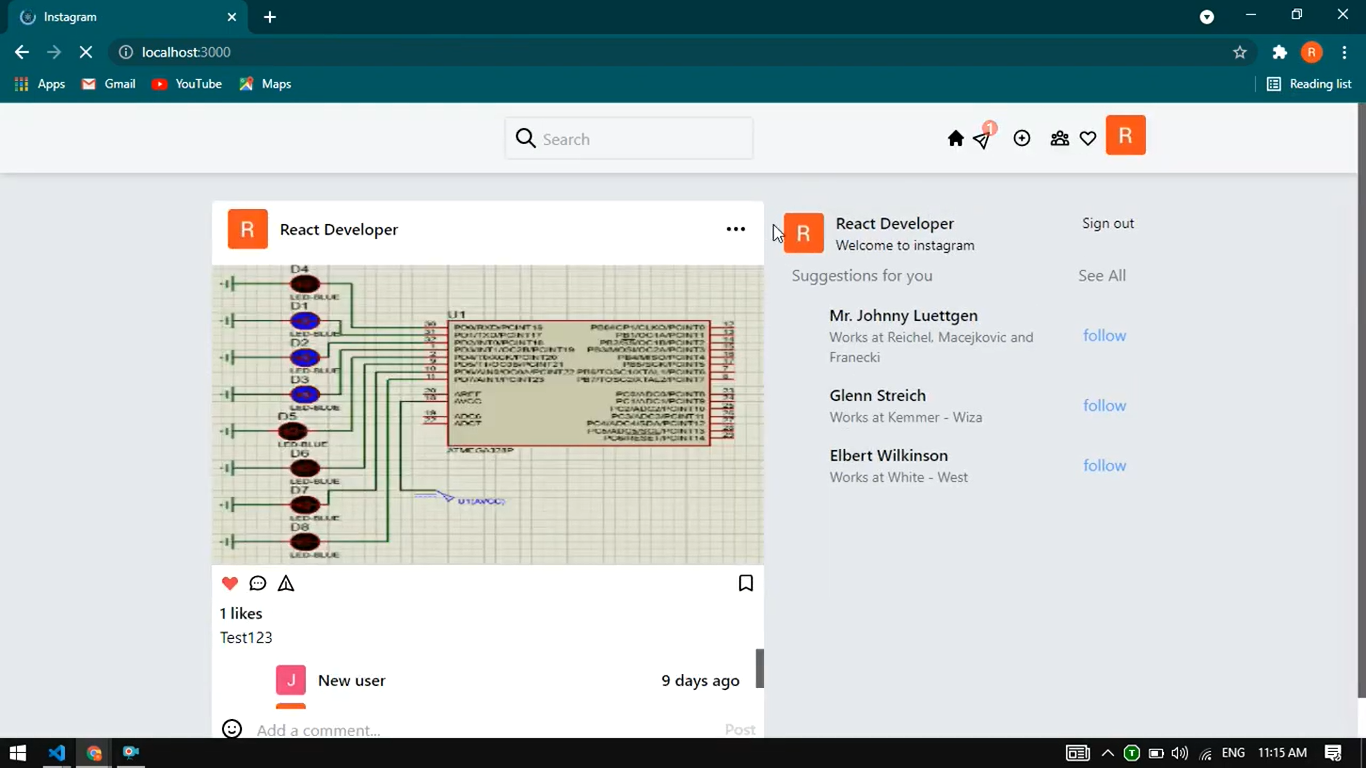 Instagram
localhost:3000
R
Apps
Gmail
YouTube
Maps
Reading list
Search
1
R
R
React Developer
R
React Developer
Welcome to instagram
Sign out
Suggestions for you
See All
Mr. Johnny Luettgen
Works at Reichel, Macejkovic and
Franecki
follow
Glenn Streich
Works at Kemmer - Wiza
follow
Elbert Wilkinson
Works at White - West
follow
D4
LED-BLUE
D1
LED-BLUE
D2
LED-BLUE
D3
LED-BLUE
D5
LED-BLUE
D6
LED-BLUE
D7
LED-BLUE
D8
LED-BLUE
U1
AREF
AVCC
ADC6
ADC7
ATMEGA328P
U1(AVCC)
1 likes
Test123
J
New user
9 days ago
Add a comment...
Post
ENG
11:15 AM